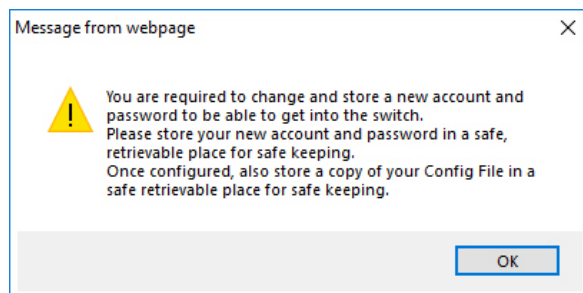 Message from webpage
You are required to change and store a new account and
password to be able to get into the switch.
Please store your new account and password in a safe,
retrievable place for safe keeping.
Once configured, also store a copy of your Config File in a
safe retrievable place for safe keeping.
OK